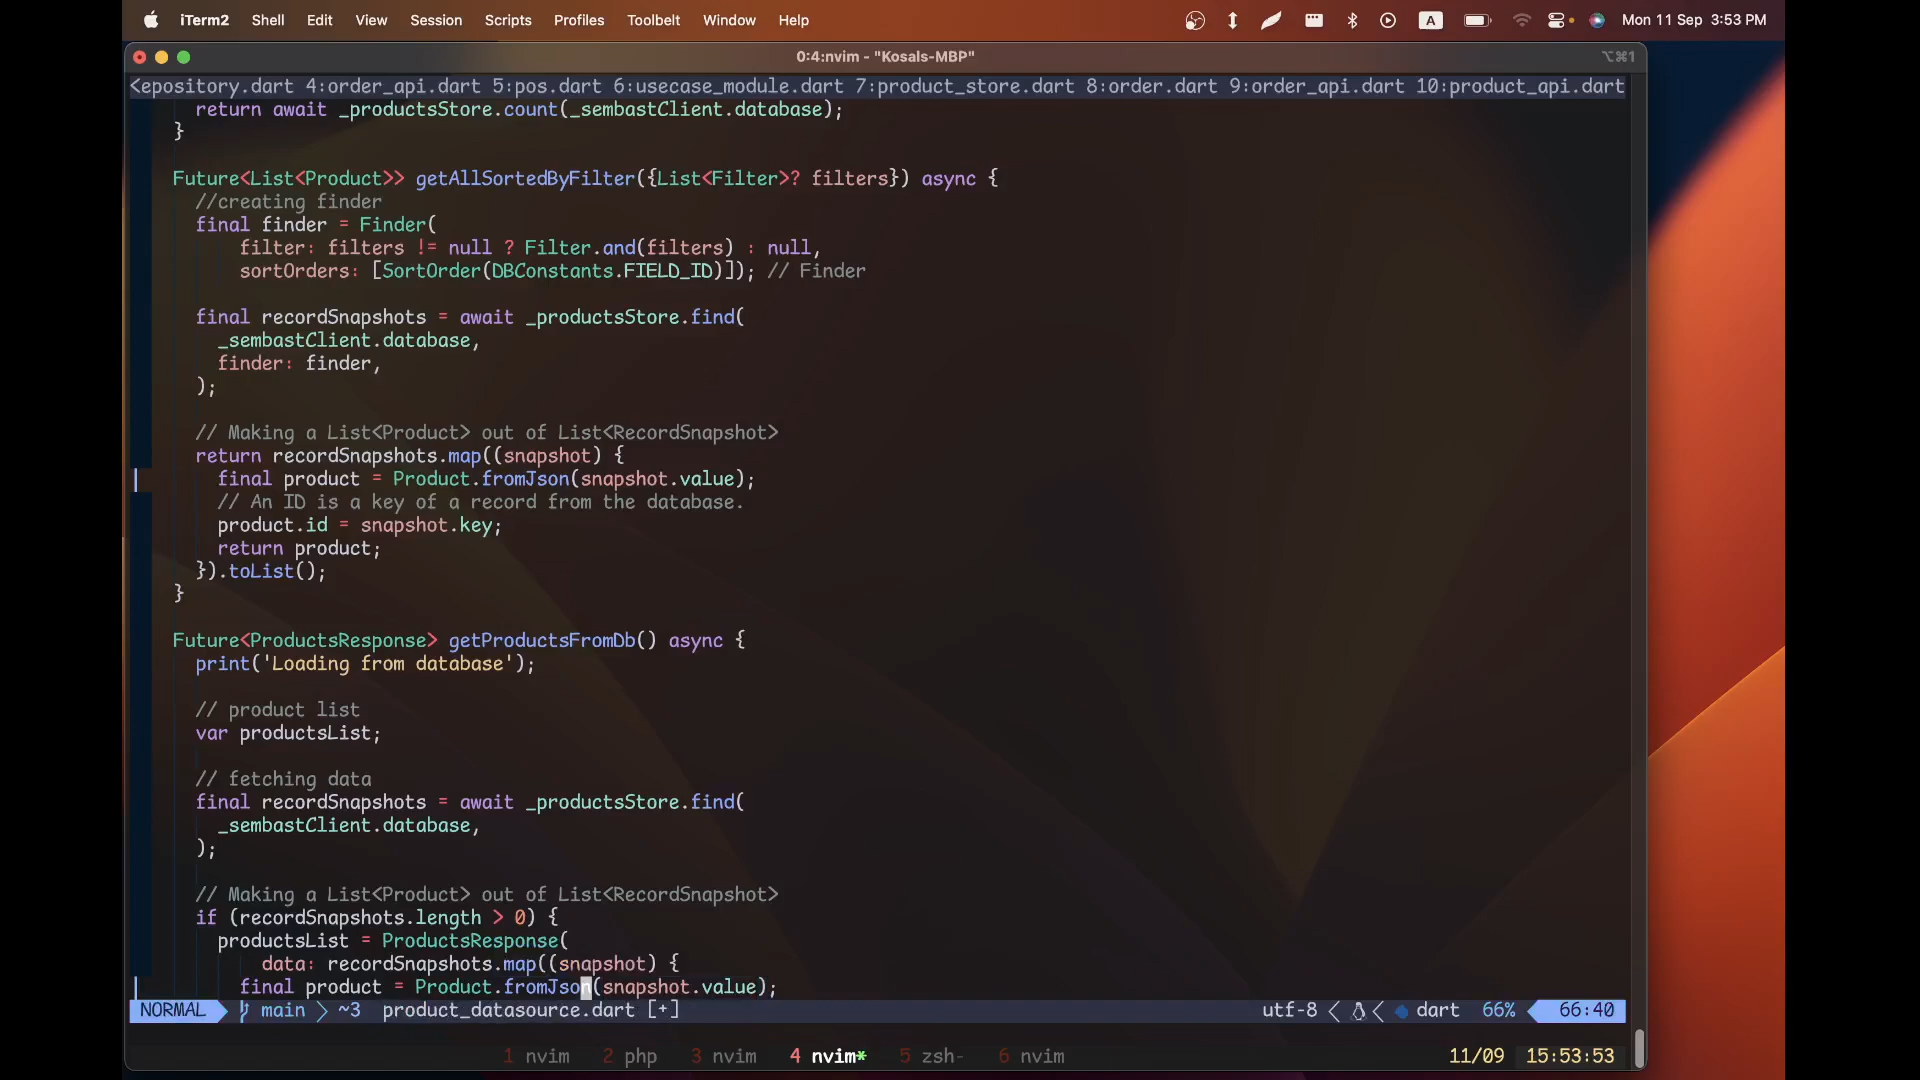 iTerm2 Shell Edit View Session Scripts Profiles Toolbelt Window Help A Mon 11 Sep 3:53 PM
0:4:nvim - "Kosals-MBP" ⌥⌘1
<epository.dart 4:order_api.dart 5:pos.dart 6:usecase_module.dart 7:product_store.dart 8:order.dart 9:order_api.dart 10:product_api.dart
return await _productsStore.count(_sembastClient.database);
}
Future<List<Product>> getAllSortedByFilter({List<Filter>? filters}) async {
//creating finder
final finder = Finder(
filter: filters != null ? Filter.and(filters) : null,
sortOrders: [SortOrder(DBConstants.FIELD_ID)]); // Finder
final recordSnapshots = await _productsStore.find(
_sembastClient.database,
finder: finder,
);
// Making a List<Product> out of List<RecordSnapshot>
return recordSnapshots.map((snapshot) {
final product = Product.fromJson(snapshot.value);
// An ID is a key of a record from the database.
product.id = snapshot.key;
return product;
}).toList();
}
Future<ProductsResponse> getProductsFromDb() async {
print('Loading from database');
// product list
var productsList;
// fetching data
final recordSnapshots = await _productsStore.find(
_sembastClient.database,
);
// Making a List<Product> out of List<RecordSnapshot>
if (recordSnapshots.length > 0) {
productsList = ProductsResponse(
data: recordSnapshots.map((snapshot) {
final product = Product.fromJson(snapshot.value);
NORMAL main ~3 product_datasource.dart [+] utf-8 dart 66% 66:40
1 nvim 2 php 3 nvim 4 nvim* 5 zsh- 6 nvim 11/09 15:53:53